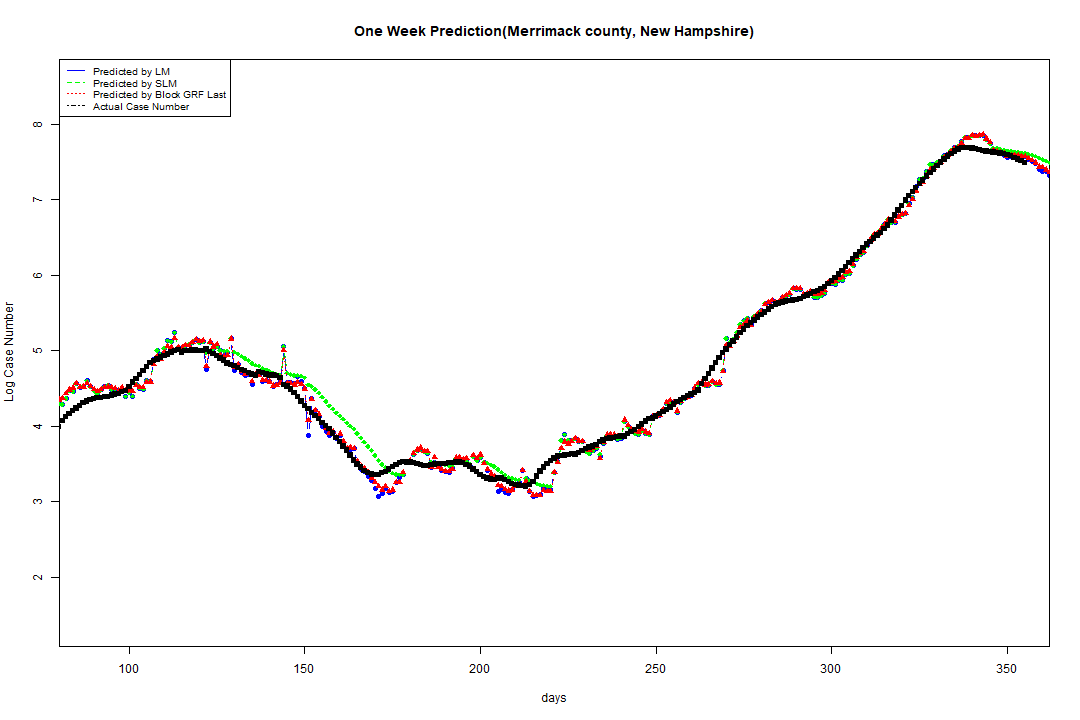 One Week Prediction(Merrimack county, New Hampshire)
Predicted by LM
Predicted by SLM
Predicted by Block GRF Last
Actual Case Number
8
7
6
5
4
3
2
Log Case Number
100 150 200 250 300 350
days